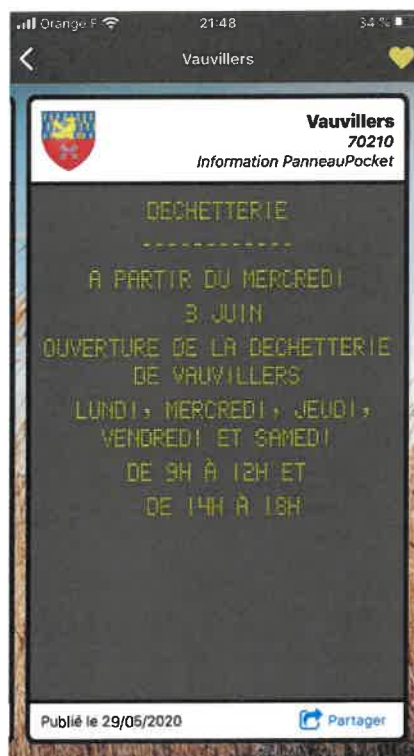 Orange F 21:48 34 %
Vauvillers
Vauvillers
70210
Information PanneauPocket
DECHETTERIE
------------
A PARTIR DU MERCREDI
3 JUIN
OUVERTURE DE LA DECHETTERIE
DE VAUVILLERS
LUNDI, MERCREDI, JEUDI,
VENDREDI ET SAMEDI
DE 9H À 12H ET
DE 14H À 18H
Publié le 29/05/2020 Partager